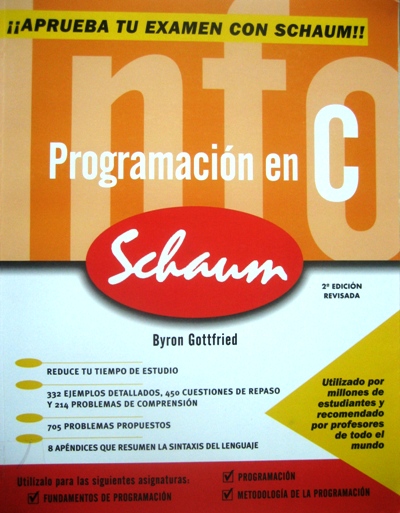 ¡¡APRUEBA TU EXAMEN CON SCHAUM!!
Info
Programación en C
Schaum
2ª EDICIÓN
REVISADA
Byron Gottfried
REDUCE TU TIEMPO DE ESTUDIO
332 EJEMPLOS DETALLADOS, 450 CUESTIONES DE REPASO
Y 214 PROBLEMAS DE COMPRENSIÓN
705 PROBLEMAS PROPUESTOS
8 APÉNDICES QUE RESUMEN LA SINTAXIS DEL LENGUAJE
Utilizado por
millones de
estudiantes y
recomendado
por profesores
de todo el
mundo
Utilízalo para las siguientes asignaturas:
PROGRAMACIÓN
FUNDAMENTOS DE PROGRAMACIÓN
METODOLOGÍA DE LA PROGRAMACIÓN